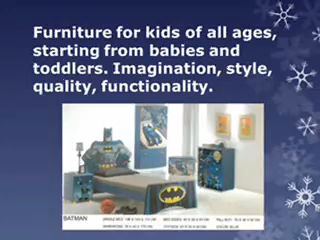 Furniture for kids of all ages,
starting from babies and
toddlers. Imagination, style,
quality, functionality.
BATMAN